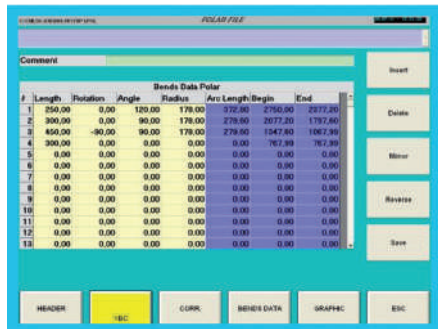 POLAR FILE
Comment
Insert
Bends Data Polar
# Length Rotation Angle Radius Arc Length Begin End
1 250,00 0,00 120,00 178,00 372,80 2750,00 2377,20
2 300,00 0,00 90,00 178,00 279,60 2077,20 1797,60
3 450,00 -90,00 90,00 178,00 279,60 1347,60 1067,99
4 300,00 0,00 0,00 178,00 0,00 767,99 767,99
5 0,00 0,00 0,00 0,00 0,00 0,00 0,00
6 0,00 0,00 0,00 0,00 0,00 0,00 0,00
7 0,00 0,00 0,00 0,00 0,00 0,00 0,00
8 0,00 0,00 0,00 0,00 0,00 0,00 0,00
9 0,00 0,00 0,00 0,00 0,00 0,00 0,00
10 0,00 0,00 0,00 0,00 0,00 0,00 0,00
11 0,00 0,00 0,00 0,00 0,00 0,00 0,00
12 0,00 0,00 0,00 0,00 0,00 0,00 0,00
13 0,00 0,00 0,00 0,00 0,00 0,00 0,00
Delete
Mirror
Reverse
Save
HEADER YBC CORR. BENDS DATA GRAPHIC ESC